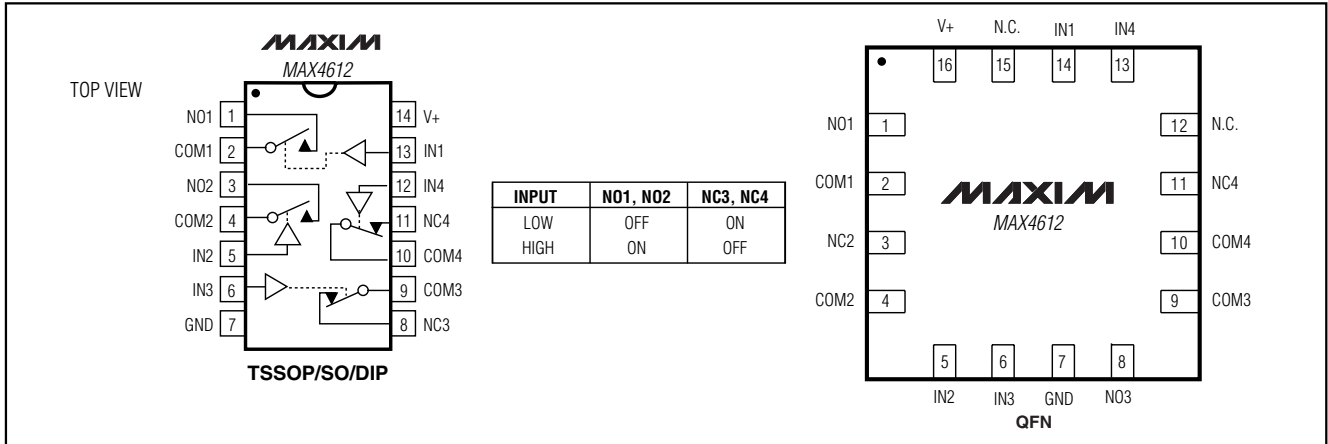 MAXIM
MAX4612
TOP VIEW
NO1 1
COM1 2
NO2 3
COM2 4
IN2 5
IN3 6
GND 7
14 V+
13 IN1
12 IN4
11 NC4
10 COM4
9 COM3
8 NC3
TSSOP/SO/DIP
INPUT NO1, NO2 NC3, NC4
LOW OFF ON
HIGH ON OFF
V+ N.C. IN1 IN4
16 15 14 13
NO1 1
COM1 2
NC2 3
COM2 4
MAXIM
MAX4612
12 N.C.
11 NC4
10 COM4
9 COM3
5 6 7 8
IN2 IN3 GND NO3
QFN